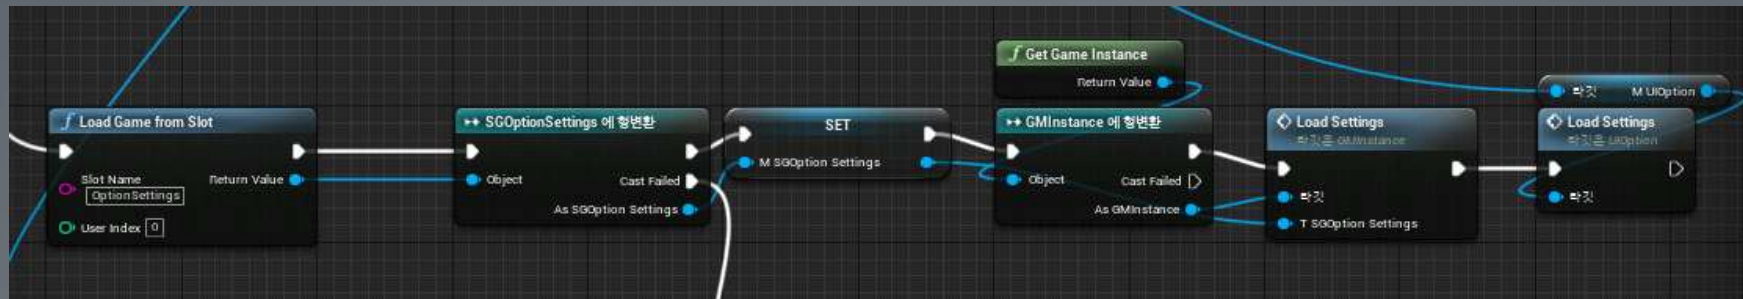 Get Game Instance
Return Value
타깃 M UIOption
Load Game from Slot
Slot Name Return Value
OptionSettings
User Index 0
SGOptionSettings 에 형변환
Object Cast Failed
As SGOption Settings
SET
M SGOption Settings
GMInstance 에 형변환
Object Cast Failed
As GMInstance
Load Settings
타깃은 GMInstance
타깃
T SGOption Settings
Load Settings
타깃은 UIOption
타깃